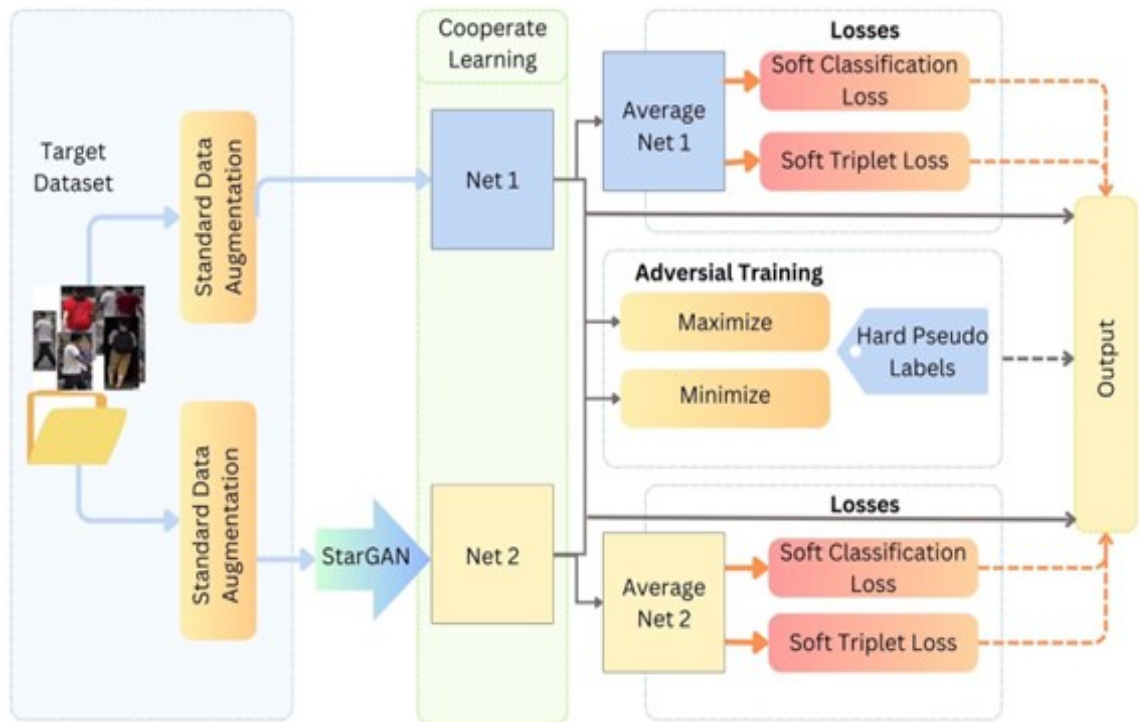 Target
Dataset
Standard Data
Augmentation
Standard Data
Augmentation
StarGAN
Cooperate
Learning
Net 1
Net 2
Losses
Average
Net 1
Soft Classification
Loss
Soft Triplet Loss
Adversial Training
Maximize
Minimize
Hard Pseudo
Labels
Losses
Average
Net 2
Soft Classification
Loss
Soft Triplet Loss
Output